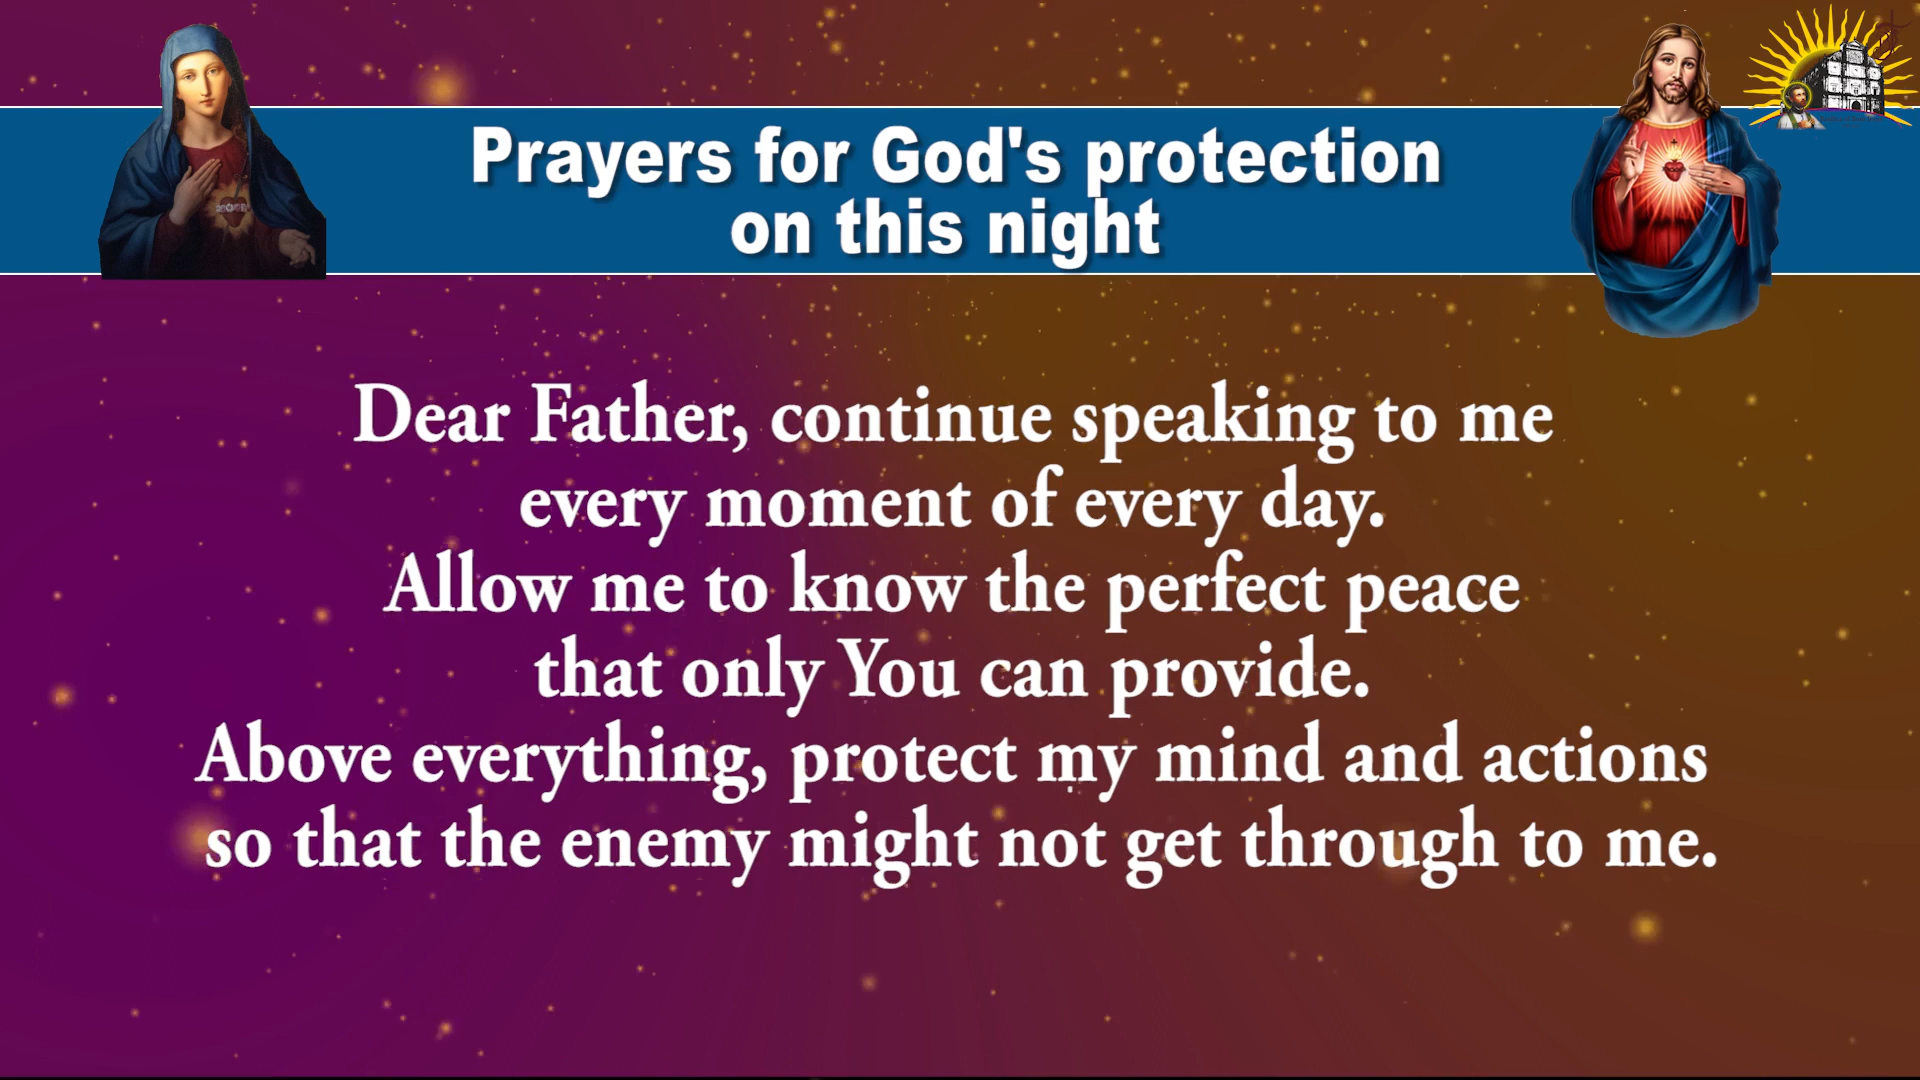 Prayers for God's protection
on this night
Dear Father, continue speaking to me
every moment of every day.
Allow me to know the perfect peace
that only You can provide.
Above everything, protect my mind and actions
so that the enemy might not get through to me.